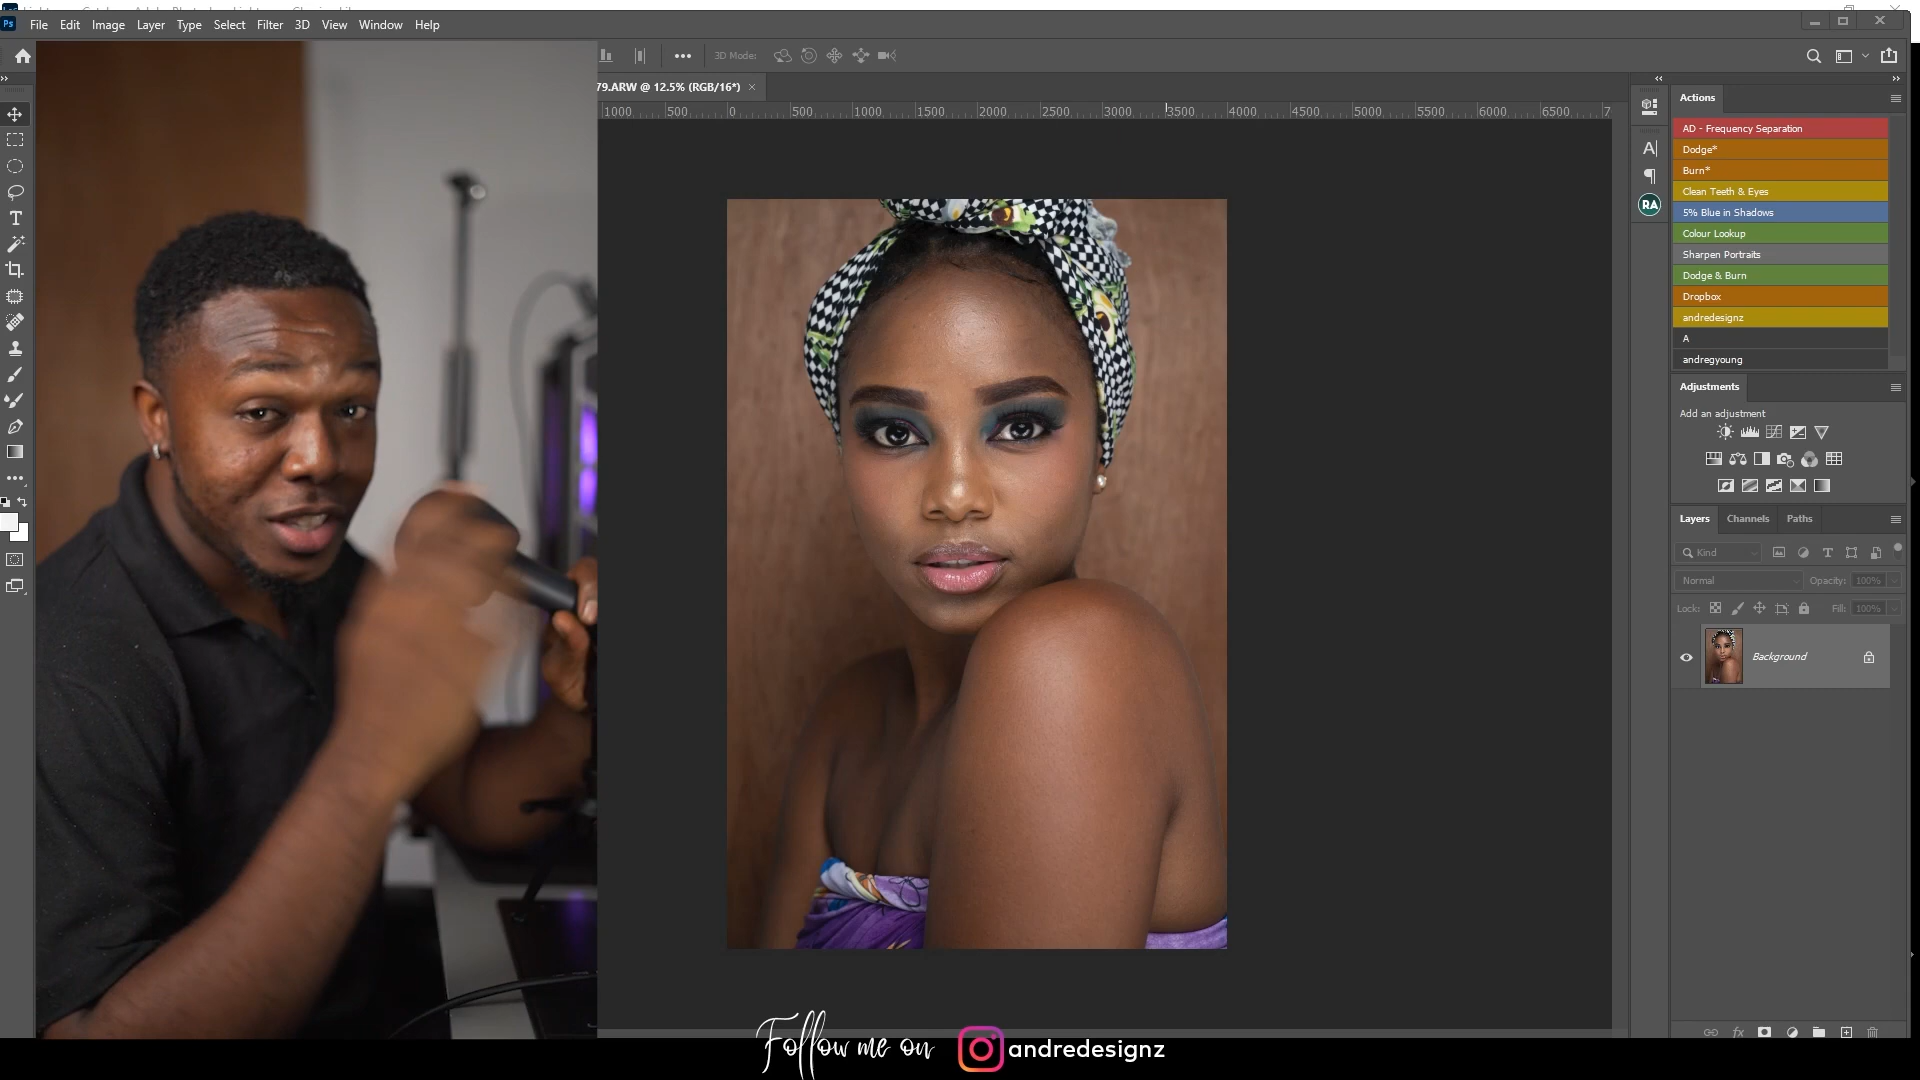 Ps File Edit Image Layer Type Select Filter 3D View Window Help
3D Mode:
79.ARW @ 12.5% (RGB/16*) ×
1000 500 0 500 1000 1500 2000 2500 3000 3500 4000 4500 5000 5500 6000 6500 7
Actions
AD - Frequency Separation
Dodge*
Burn*
Clean Teeth & Eyes
5% Blue in Shadows
Colour Lookup
Sharpen Portraits
Dodge & Burn
Dropbox
andredesignz
A
andregyoung
RA
Adjustments
Add an adjustment
Layers Channels Paths
Kind
Normal Opacity: 100%
Lock: Fill: 100%
Background
fx
Follow me on andredesignz